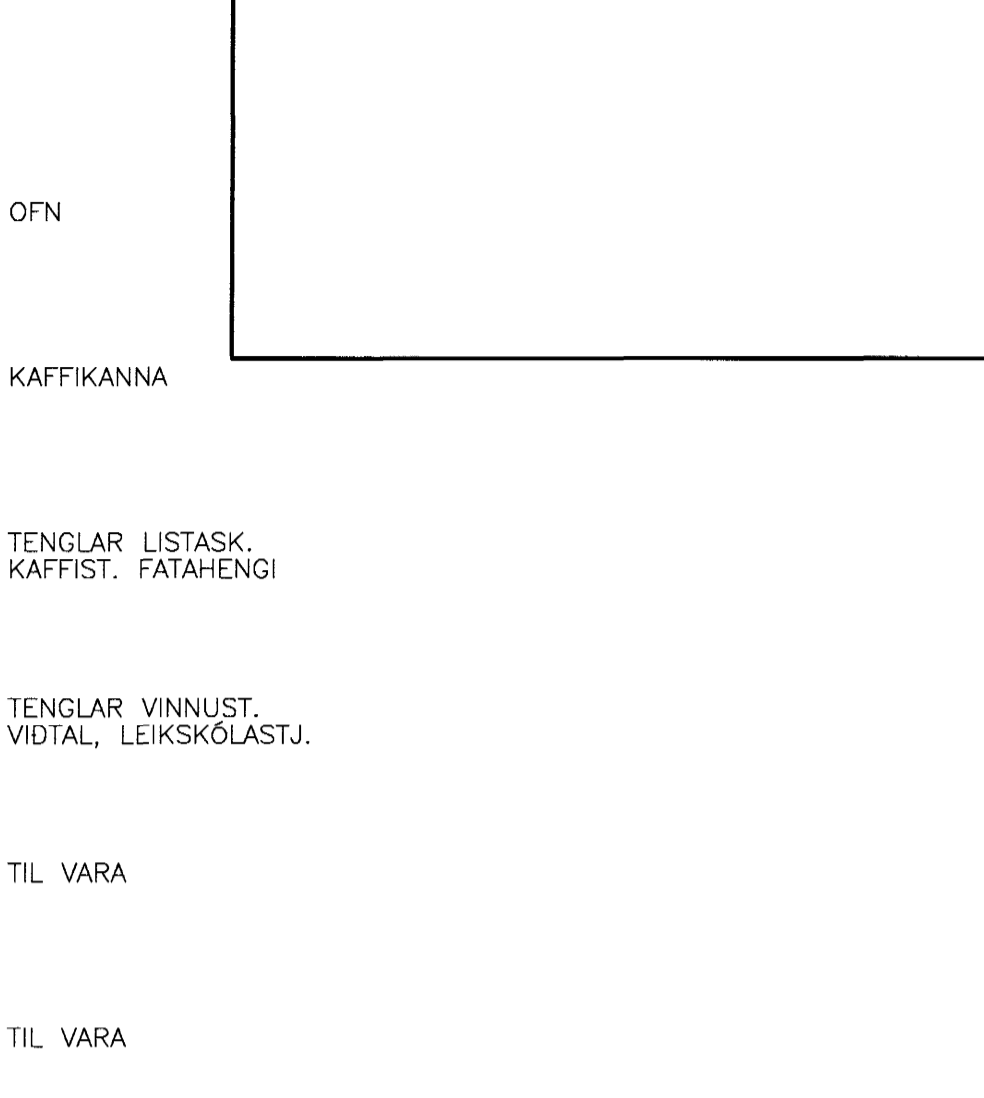 OFN
KAFFIKANNA
TENGLAR LISTASK.
KAFFIST. FATAHENGI
TENGLAR VINNUST.
VIÐTAL, LEIKSKÓLASTJ.
TIL VARA
TIL VARA